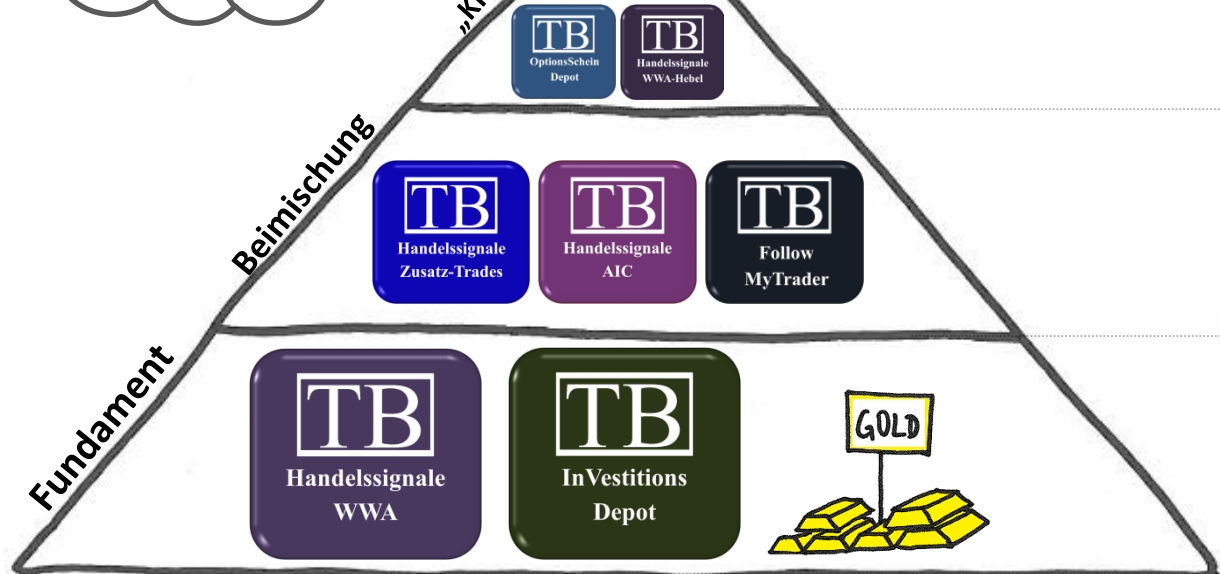 TB
OptionsSchein
Depot
TB
Handelssignale
WWA-Hebel
Beimischung
TB
Handelssignale
Zusatz-Trades
TB
Handelssignale
AIC
TB
Follow
MyTrader
Fundament
TB
Handelssignale
WWA
TB
InVestitions
Depot
GOLD